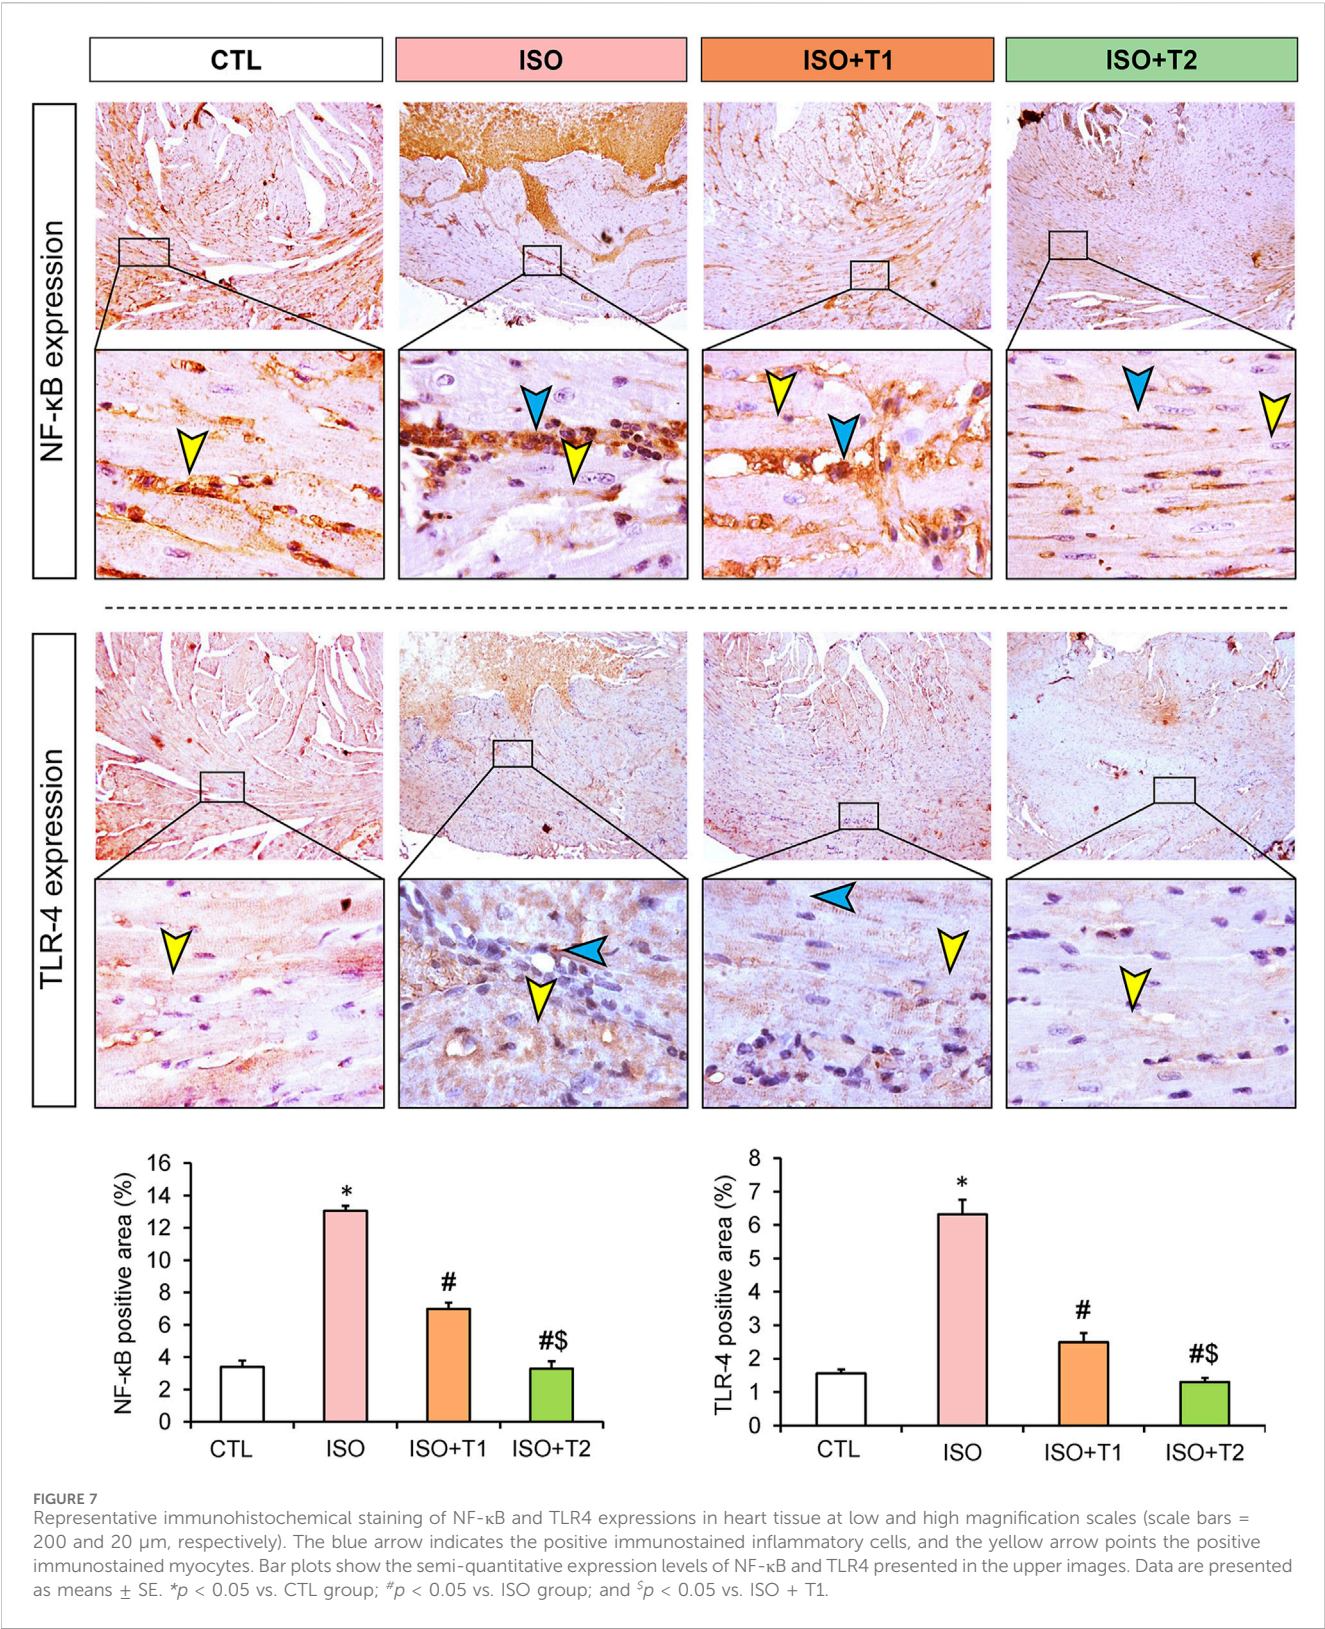 CTL
ISO
ISO+T1
ISO+T2
NF-κB expression
TLR-4 expression
NF-κB positive area (%)
16
14
12
10
8
6
4
2
0
*
#
#$
CTL
ISO
ISO+T1
ISO+T2
TLR-4 positive area (%)
8
7
6
5
4
3
2
1
0
*
#
#$
CTL
ISO
ISO+T1
ISO+T2
FIGURE 7
Representative immunohistochemical staining of NF-κB and TLR4 expressions in heart tissue at low and high magnification scales (scale bars =
200 and 20 μm, respectively). The blue arrow indicates the positive immunostained inflammatory cells, and the yellow arrow points the positive
immunostained myocytes. Bar plots show the semi-quantitative expression levels of NF-κB and TLR4 presented in the upper images. Data are presented
as means ± SE. *p < 0.05 vs. CTL group; #p < 0.05 vs. ISO group; and $p < 0.05 vs. ISO + T1.